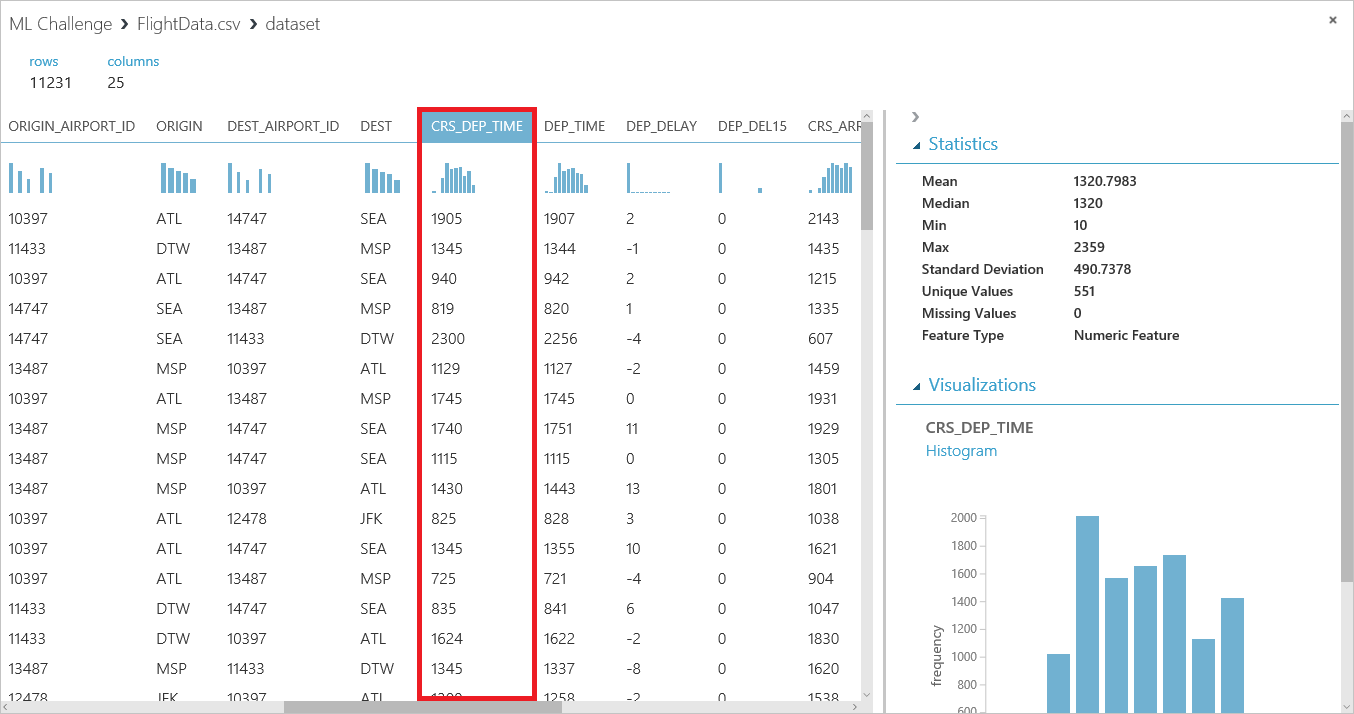 ML Challenge › FlightData.csv › dataset
rows columns
11231 25
ORIGIN_AIRPORT_ID ORIGIN DEST_AIRPORT_ID DEST CRS_DEP_TIME DEP_TIME DEP_DELAY DEP_DEL15 CRS_ARR
10397 ATL 14747 SEA 1905 1907 2 0 2143
11433 DTW 13487 MSP 1345 1344 -1 0 1435
10397 ATL 14747 SEA 940 942 2 0 1215
14747 SEA 13487 MSP 819 820 1 0 1335
14747 SEA 11433 DTW 2300 2256 -4 0 607
13487 MSP 10397 ATL 1129 1127 -2 0 1459
10397 ATL 13487 MSP 1745 1745 0 0 1931
13487 MSP 14747 SEA 1740 1751 11 0 1929
13487 MSP 14747 SEA 1115 1115 0 0 1305
13487 MSP 10397 ATL 1430 1443 13 0 1801
10397 ATL 12478 JFK 825 828 3 0 1038
10397 ATL 14747 SEA 1345 1355 10 0 1621
10397 ATL 13487 MSP 725 721 -4 0 904
11433 DTW 14747 SEA 835 841 6 0 1047
11433 DTW 10397 ATL 1624 1622 -2 0 1830
13487 MSP 11433 DTW 1345 1337 -8 0 1620
12478 JFK 10397 ATL 1258 -2 0 1538
Statistics
Mean 1320.7983
Median 1320
Min 10
Max 2359
Standard Deviation 490.7378
Unique Values 551
Missing Values 0
Feature Type Numeric Feature
Visualizations
CRS_DEP_TIME
Histogram
2000
1800
1600
1400
1200
1000
800
600
frequency